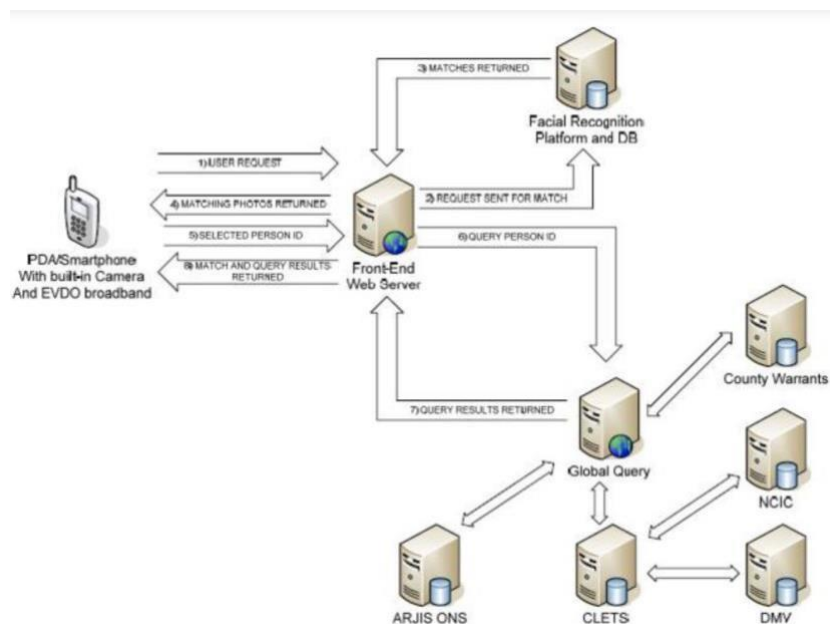 3) MATCHES RETURNED
Facial Recognition
Platform and DB
1) USER REQUEST
2) REQUEST SENT FOR MATCH
4) MATCHING PHOTOS RETURNED
5) SELECTED PERSON ID
6) QUERY PERSON ID
PDA/Smartphone
With built-in Camera
And EVDO broadband
8) MATCH AND QUERY RESULTS
RETURNED
Front-End
Web Server
County Warrants
7) QUERY RESULTS RETURNED
Global Query
NCIC
ARJIS ONS
CLETS
DMV